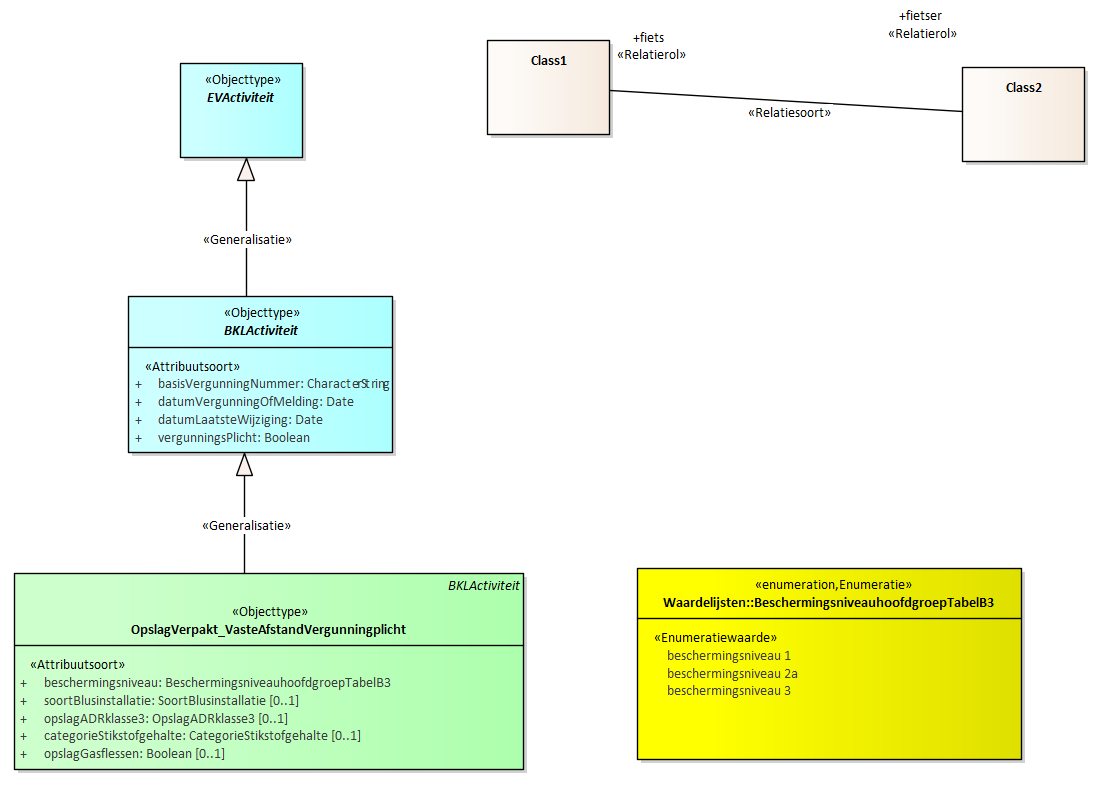 «Objecttype»
EVActiviteit
«Generalisatie»
«Objecttype»
BKLActiviteit
«Attribuutsoort»
+ basisVergunningNummer: CharacterString
+ datumVergunningOfMelding: Date
+ datumLaatsteWijziging: Date
+ vergunningsPlicht: Boolean
«Generalisatie»
BKLActiviteit
«Objecttype»
OpslagVerpakt_VasteAfstandVergunningplicht
«Attribuutsoort»
+ beschermingsniveau: BeschermingsniveauhoofdgroepTabelB3
+ soortBlusinstallatie: SoortBlusinstallatie [0..1]
+ opslagADRklasse3: OpslagADRklasse3 [0..1]
+ categorieStikstofgehalte: CategorieStikstofgehalte [0..1]
+ opslagGasflessen: Boolean [0..1]
Class1
+fiets
«Relatierol»
«Relatiesoort»
+fietser
«Relatierol»
Class2
«enumeration,Enumeratie»
Waardelijsten::BeschermingsniveauhoofdgroepTabelB3
«Enumeratiewaarde»
beschermingsniveau 1
beschermingsniveau 2a
beschermingsniveau 3